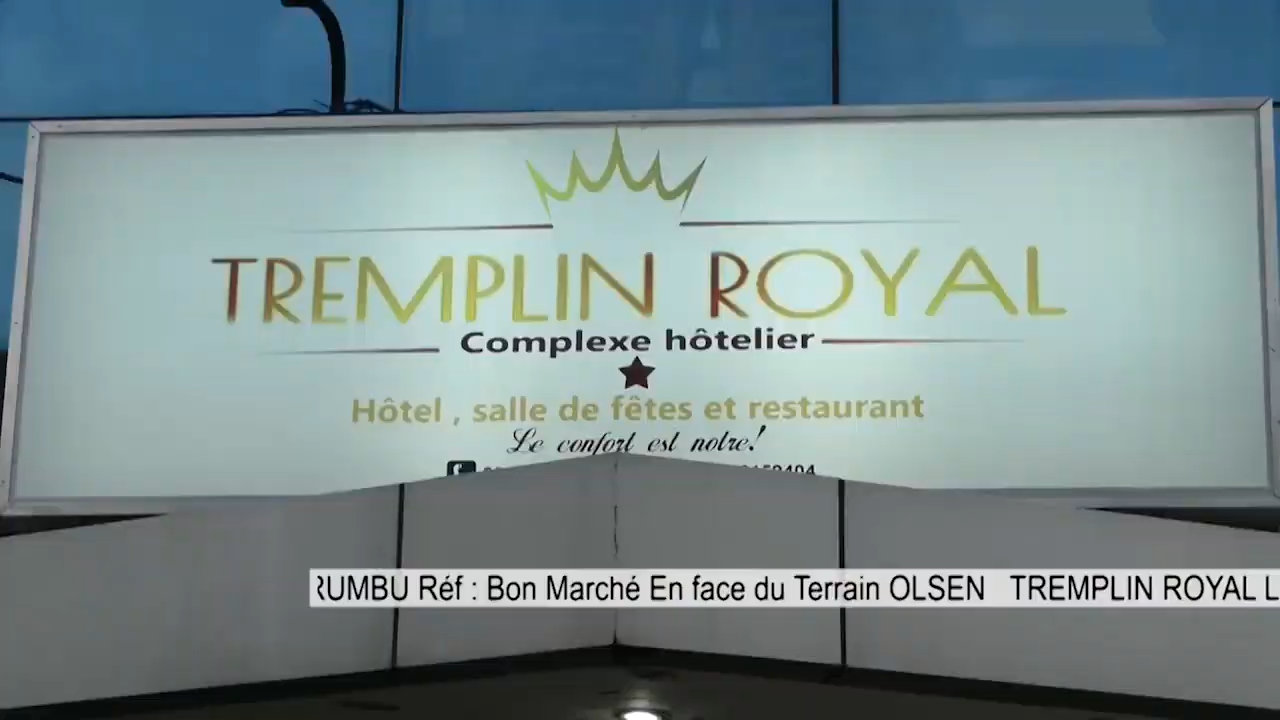 TREMPLIN ROYAL
Complexe hôtelier
Hôtel , salle de fêtes et restaurant
Le confort est notre!
RUMBU Réf : Bon Marché En face du Terrain OLSEN TREMPLIN ROYAL L